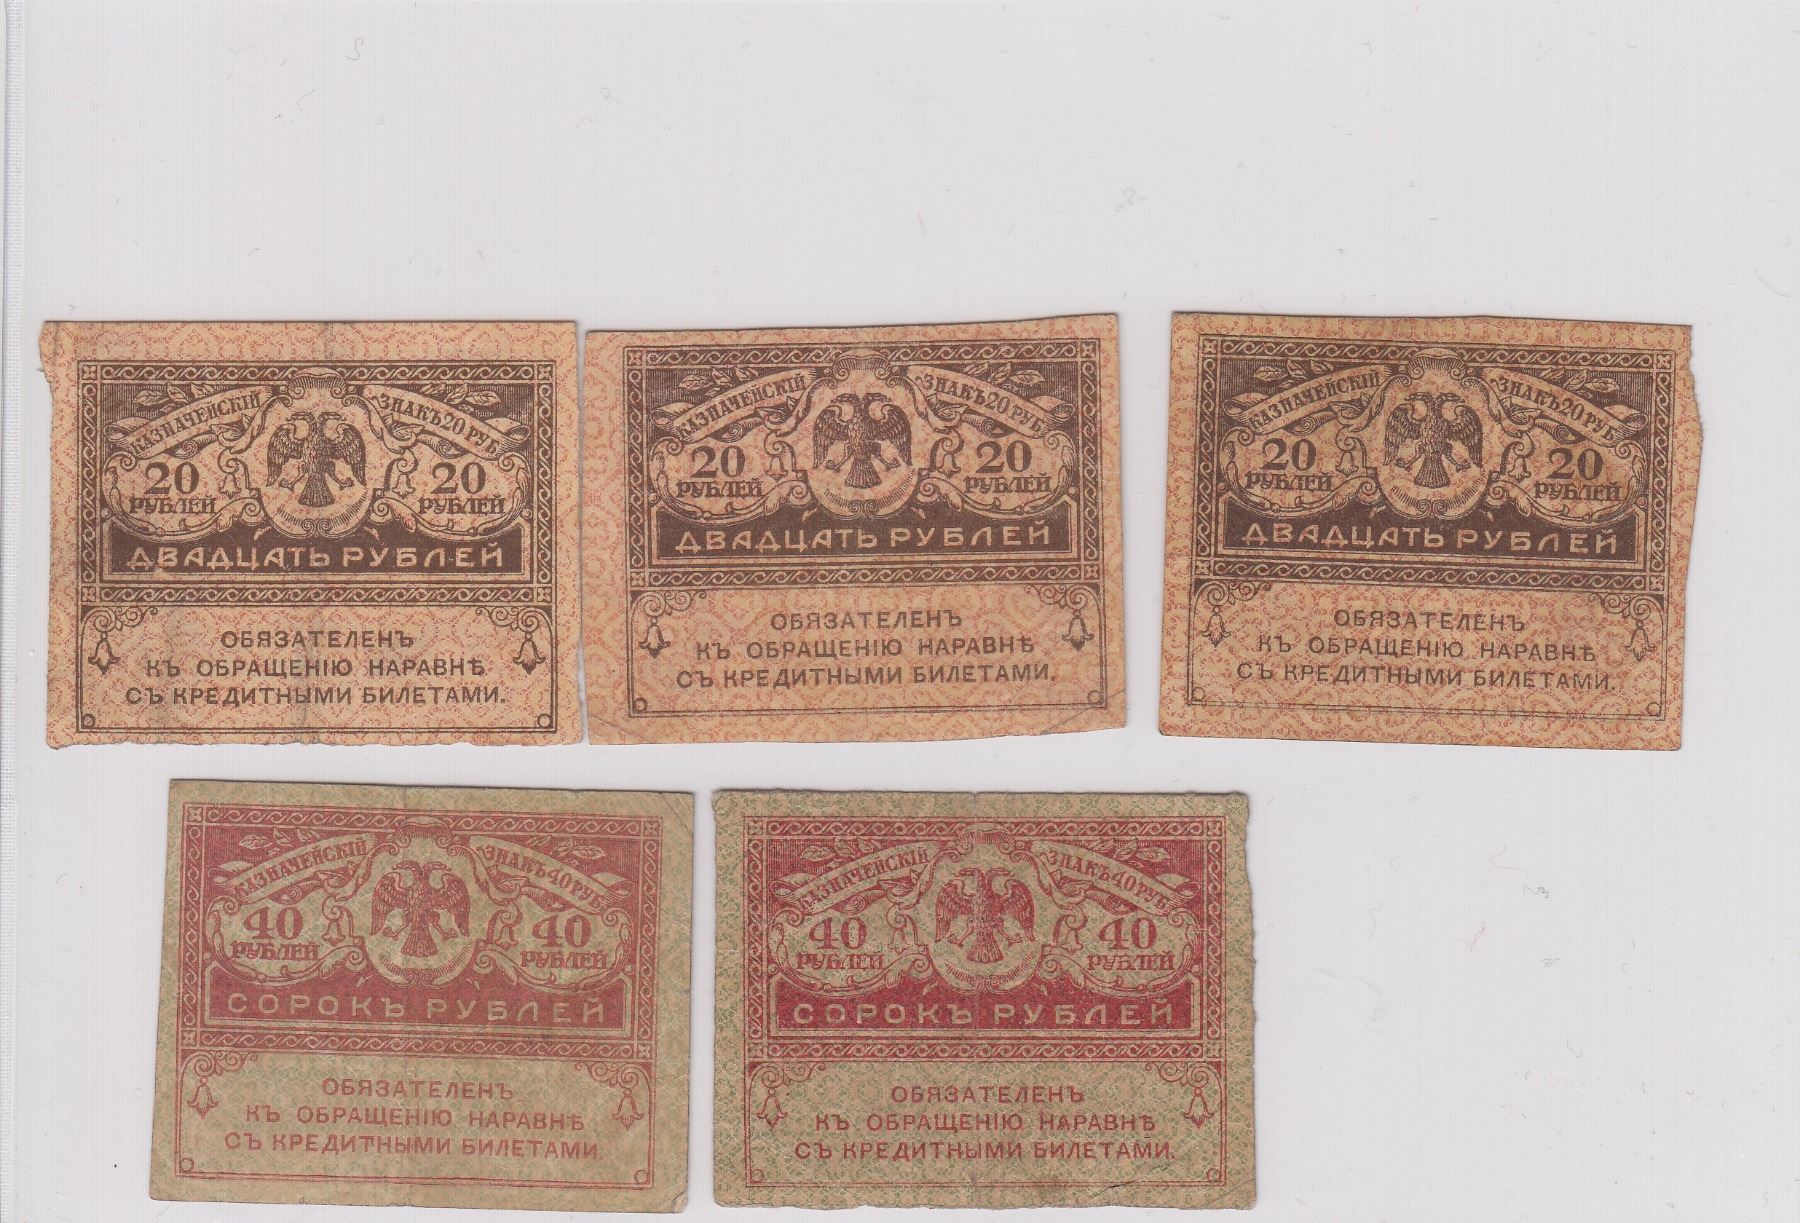 КАЗНАЧЕЙСКІЙ ЗНАКЪ 20 РУБ.
20 РУБЛЕЙ 20 РУБЛЕЙ
ДВАДЦАТЬ РУБЛЕЙ
ОБЯЗАТЕЛЕНЪ
КЪ ОБРАЩЕНІЮ НАРАВНѢ
СЪ КРЕДИТНЫМИ БИЛЕТАМИ.
КАЗНАЧЕЙСКІЙ ЗНАКЪ 20 РУБ.
20 РУБЛЕЙ 20 РУБЛЕЙ
ДВАДЦАТЬ РУБЛЕЙ
ОБЯЗАТЕЛЕНЪ
КЪ ОБРАЩЕНІЮ НАРАВНѢ
СЪ КРЕДИТНЫМИ БИЛЕТАМИ.
КАЗНАЧЕЙСКІЙ ЗНАКЪ 20 РУБ.
20 РУБЛЕЙ 20 РУБЛЕЙ
ДВАДЦАТЬ РУБЛЕЙ
ОБЯЗАТЕЛЕНЪ
КЪ ОБРАЩЕНІЮ НАРАВНѢ
СЪ КРЕДИТНЫМИ БИЛЕТАМИ.
КАЗНАЧЕЙСКІЙ ЗНАКЪ 40 РУБ.
40 РУБЛЕЙ 40 РУБЛЕЙ
СОРОКЪ РУБЛЕЙ
ОБЯЗАТЕЛЕНЪ
КЪ ОБРАЩЕНІЮ НАРАВНѢ
СЪ КРЕДИТНЫМИ БИЛЕТАМИ.
КАЗНАЧЕЙСКІЙ ЗНАКЪ 40 РУБ.
40 РУБЛЕЙ 40 РУБЛЕЙ
СОРОКЪ РУБЛЕЙ
ОБЯЗАТЕЛЕНЪ
КЪ ОБРАЩЕНІЮ НАРАВНѢ
СЪ КРЕДИТНЫМИ БИЛЕТАМИ.